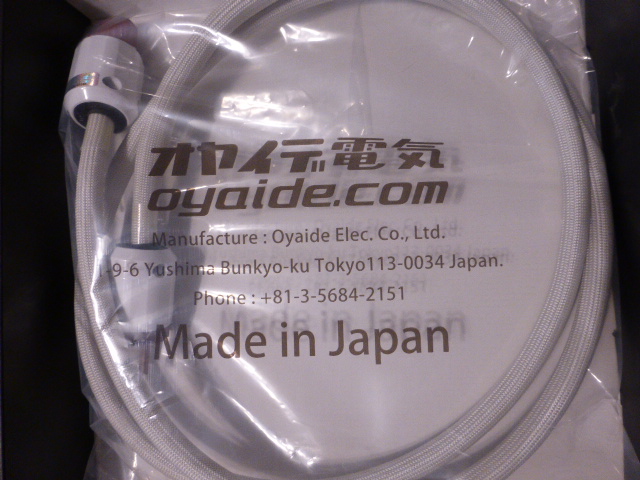 オヤイデ電気
oyaide.com
Manufacture : Oyaide Elec. Co., Ltd.
-9-6 Yushima Bunkyo-ku Tokyo113-0034 Japan.
Phone : +81-3-5684-2151
Made in Japan